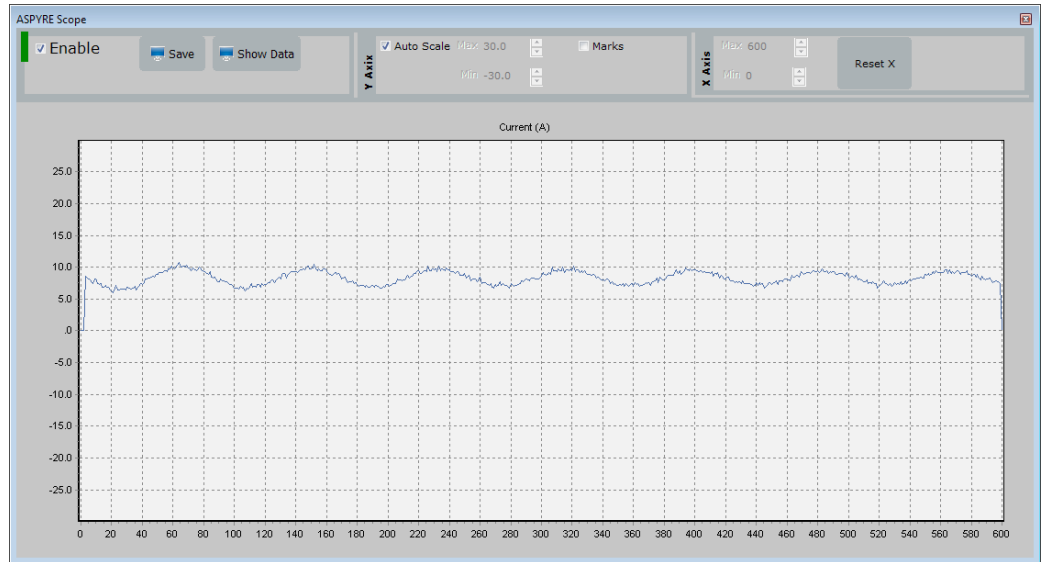 ASPYRE Scope
Enable
Save
Show Data
Y Axix
Auto Scale
Max 30.0
Min -30.0
Marks
X Axis
Max 600
Min 0
Reset X
Current (A)
25.0
20.0
15.0
10.0
5.0
.0
-5.0
-10.0
-15.0
-20.0
-25.0
0 20 40 60 80 100 120 140 160 180 200 220 240 260 280 300 320 340 360 380 400 420 440 460 480 500 520 540 560 580 600